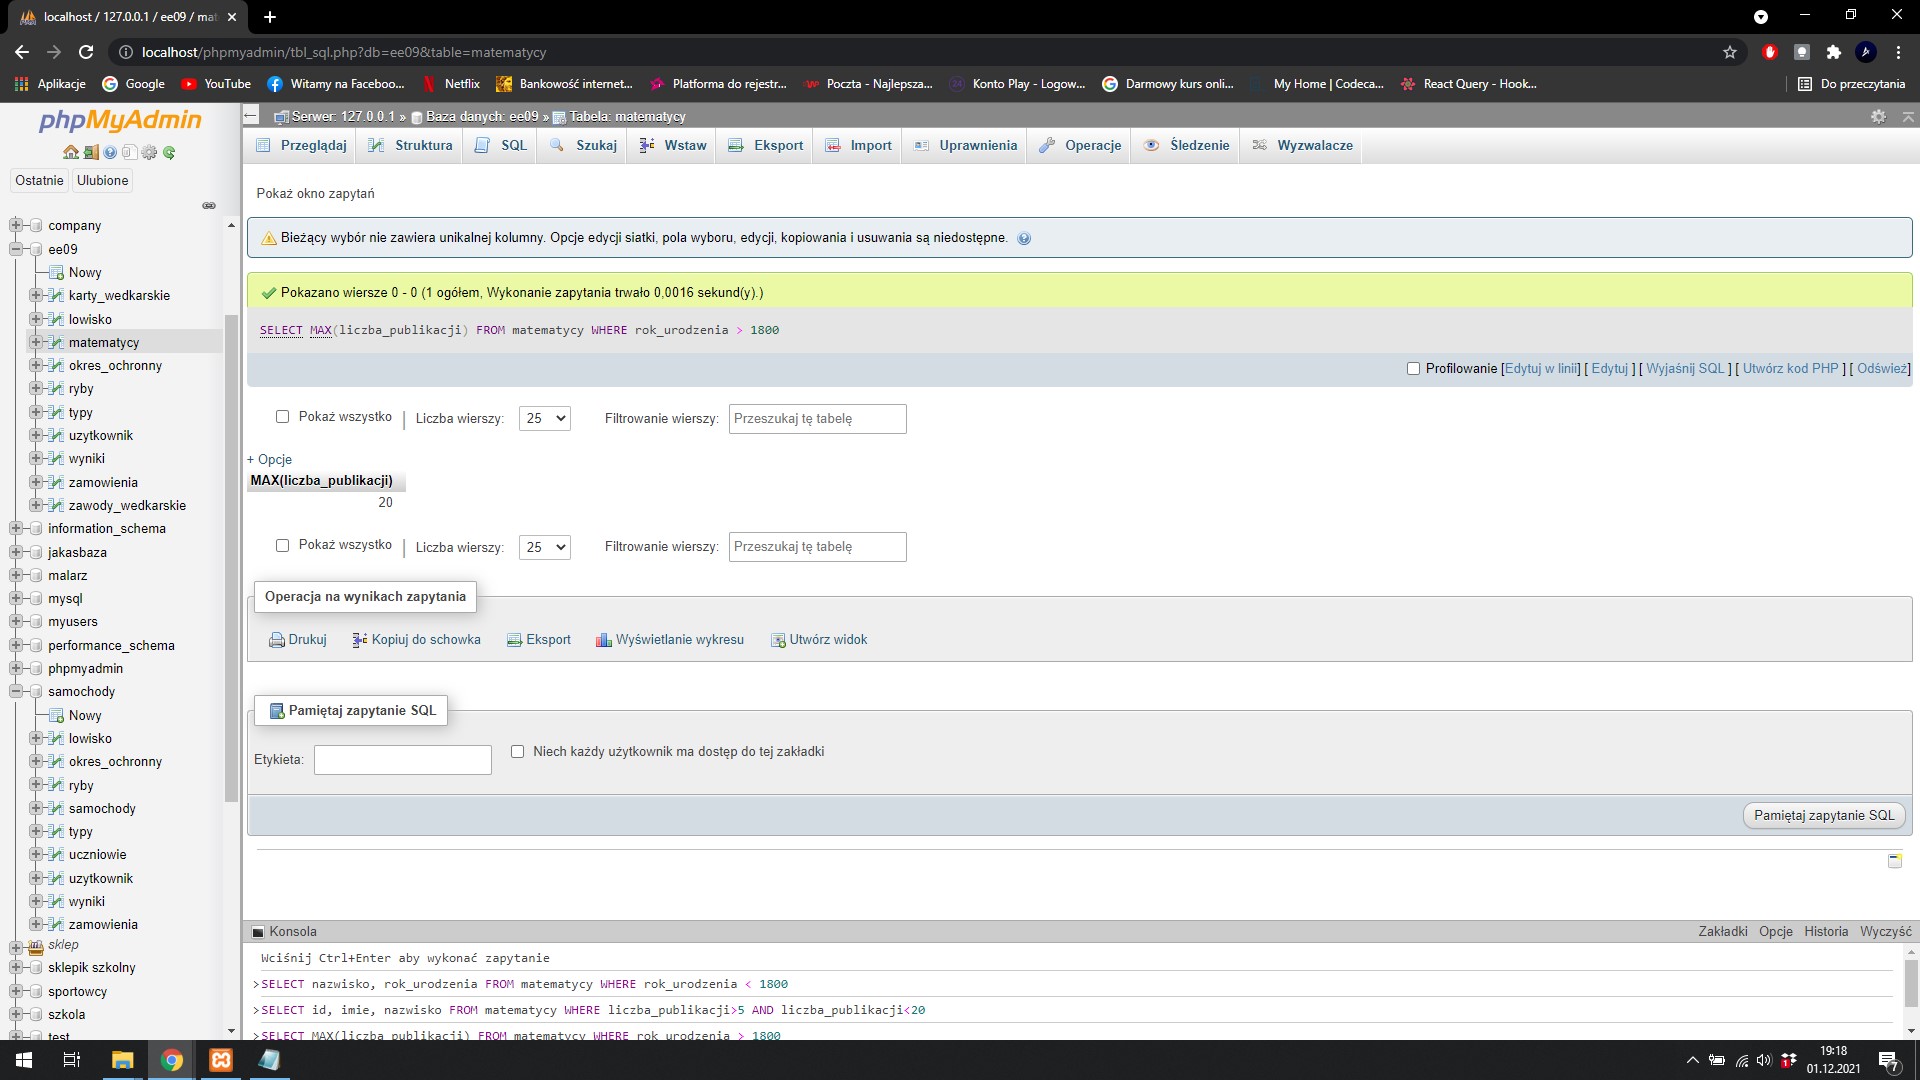 localhost / 127.0.0.1 / ee09 / mat
localhost/phpmyadmin/tbl_sql.php?db=ee09&table=matematycy
Aplikacje
Google
YouTube
Witamy na Faceboo...
Netflix
Bankowość internet...
Platforma do rejestr...
Poczta - Najlepsza...
Konto Play - Logow...
Darmowy kurs onli...
My Home | Codeca...
React Query - Hook...
Do przeczytania
phpMyAdmin
Ostatnie
Ulubione
company
ee09
Nowy
karty_wedkarskie
lowisko
matematycy
okres_ochronny
ryby
typy
uzytkownik
wyniki
zamowienia
zawody_wedkarskie
information_schema
jakasbaza
malarz
mysql
myusers
performance_schema
phpmyadmin
samochody
Nowy
lowisko
okres_ochronny
ryby
samochody
typy
uczniowie
uzytkownik
wyniki
zamowienia
sklep
sklepik szkolny
sportowcy
szkola
test
Serwer: 127.0.0.1 » Baza danych: ee09 » Tabela: matematycy
Przeglądaj
Struktura
SQL
Szukaj
Wstaw
Eksport
Import
Uprawnienia
Operacje
Śledzenie
Wyzwalacze
Pokaż okno zapytań
Bieżący wybór nie zawiera unikalnej kolumny. Opcje edycji siatki, pola wyboru, edycji, kopiowania i usuwania są niedostępne.
Pokazano wiersze 0 - 0 (1 ogółem, Wykonanie zapytania trwało 0,0016 sekund(y).)
SELECT MAX(liczba_publikacji) FROM matematycy WHERE rok_urodzenia > 1800
Profilowanie [Edytuj w linii] [ Edytuj ] [ Wyjaśnij SQL ] [ Utwórz kod PHP ] [ Odśwież]
Pokaż wszystko | Liczba wierszy: 25 Filtrowanie wierszy: Przeszukaj tę tabelę
+ Opcje
MAX(liczba_publikacji)
20
Pokaż wszystko | Liczba wierszy: 25 Filtrowanie wierszy: Przeszukaj tę tabelę
Operacja na wynikach zapytania
Drukuj
Kopiuj do schowka
Eksport
Wyświetlanie wykresu
Utwórz widok
Pamiętaj zapytanie SQL
Etykieta:
Niech każdy użytkownik ma dostęp do tej zakładki
Pamiętaj zapytanie SQL
Konsola
Zakładki Opcje Historia Wyczyść
Wciśnij Ctrl+Enter aby wykonać zapytanie
>SELECT nazwisko, rok_urodzenia FROM matematycy WHERE rok_urodzenia < 1800
>SELECT id, imie, nazwisko FROM matematycy WHERE liczba_publikacji>5 AND liczba_publikacji<20
>SELECT MAX(liczba_publikacji) FROM matematycy WHERE rok_urodzenia > 1800
19:18
01.12.2021
7